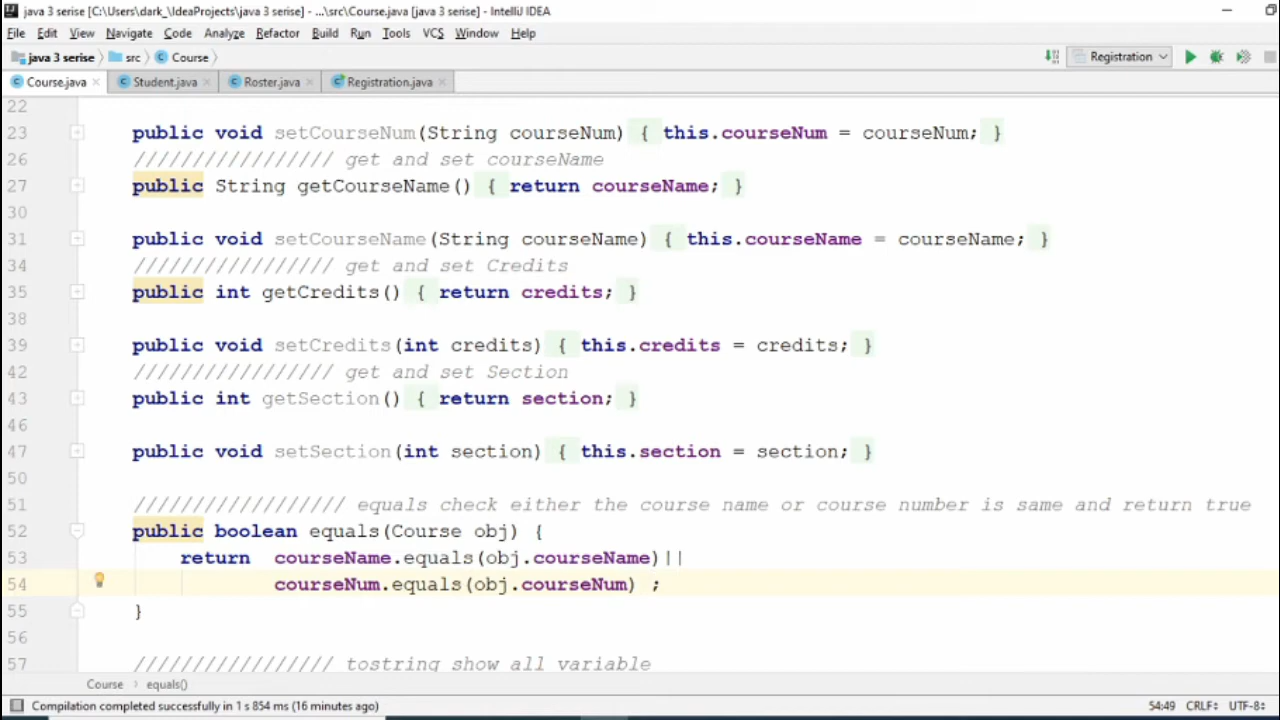 java 3 serise [C:\Users\dark_\IdeaProjects\java 3 serise] - ...\src\Course.java [java 3 serise] - IntelliJ IDEA
File Edit View Navigate Code Analyze Refactor Build Run Tools VCS Window Help
java 3 serise src Course Registration
Course.java Student.java Roster.java Registration.java
22
23 public void setCourseNum(String courseNum) { this.courseNum = courseNum; }
26 ///////////////// get and set courseName
27 public String getCourseName() { return courseName; }
30
31 public void setCourseName(String courseName) { this.courseName = courseName; }
34 ///////////////// get and set Credits
35 public int getCredits() { return credits; }
38
39 public void setCredits(int credits) { this.credits = credits; }
42 ///////////////// get and set Section
43 public int getSection() { return section; }
46
47 public void setSection(int section) { this.section = section; }
50
51 ////////////////// equals check either the course name or course number is same and return true
52 public boolean equals(Course obj) {
53 return courseName.equals(obj.courseName)||
54 courseNum.equals(obj.courseNum) ;
55 }
56
57 ///////////////// tostring show all variable
Course equals()
Compilation completed successfully in 1 s 854 ms (16 minutes ago) 54:49 CRLF UTF-8